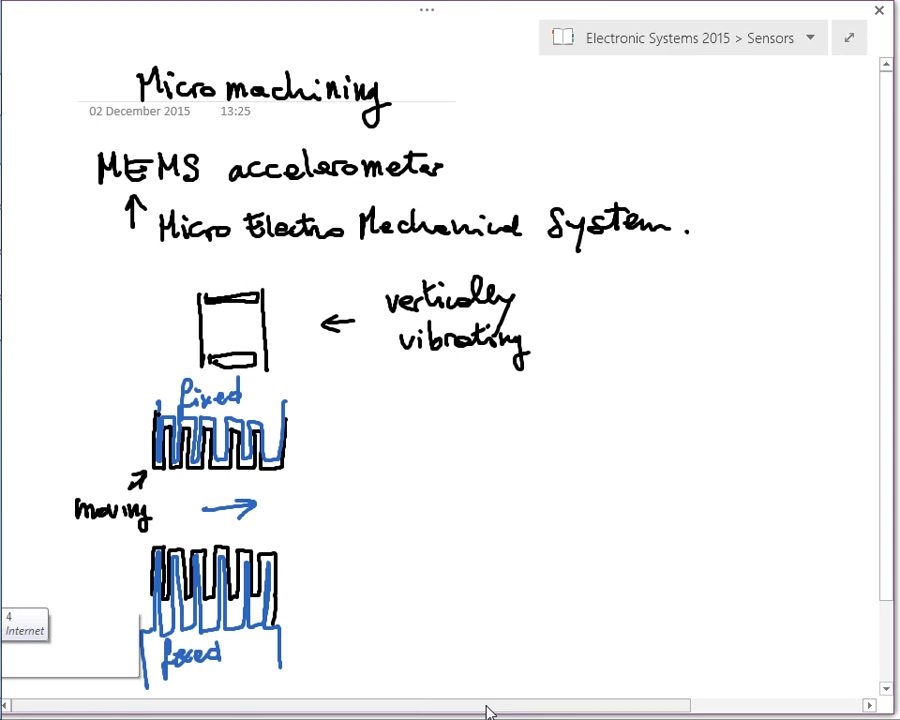 Electronic Systems 2015 > Sensors
Micromachining
02 December 2015 13:25
MEMS accelerometer
↑ Micro Electro Mechanical System.
← vertically
vibrating
fixed
moving
→
fixed
4
Internet